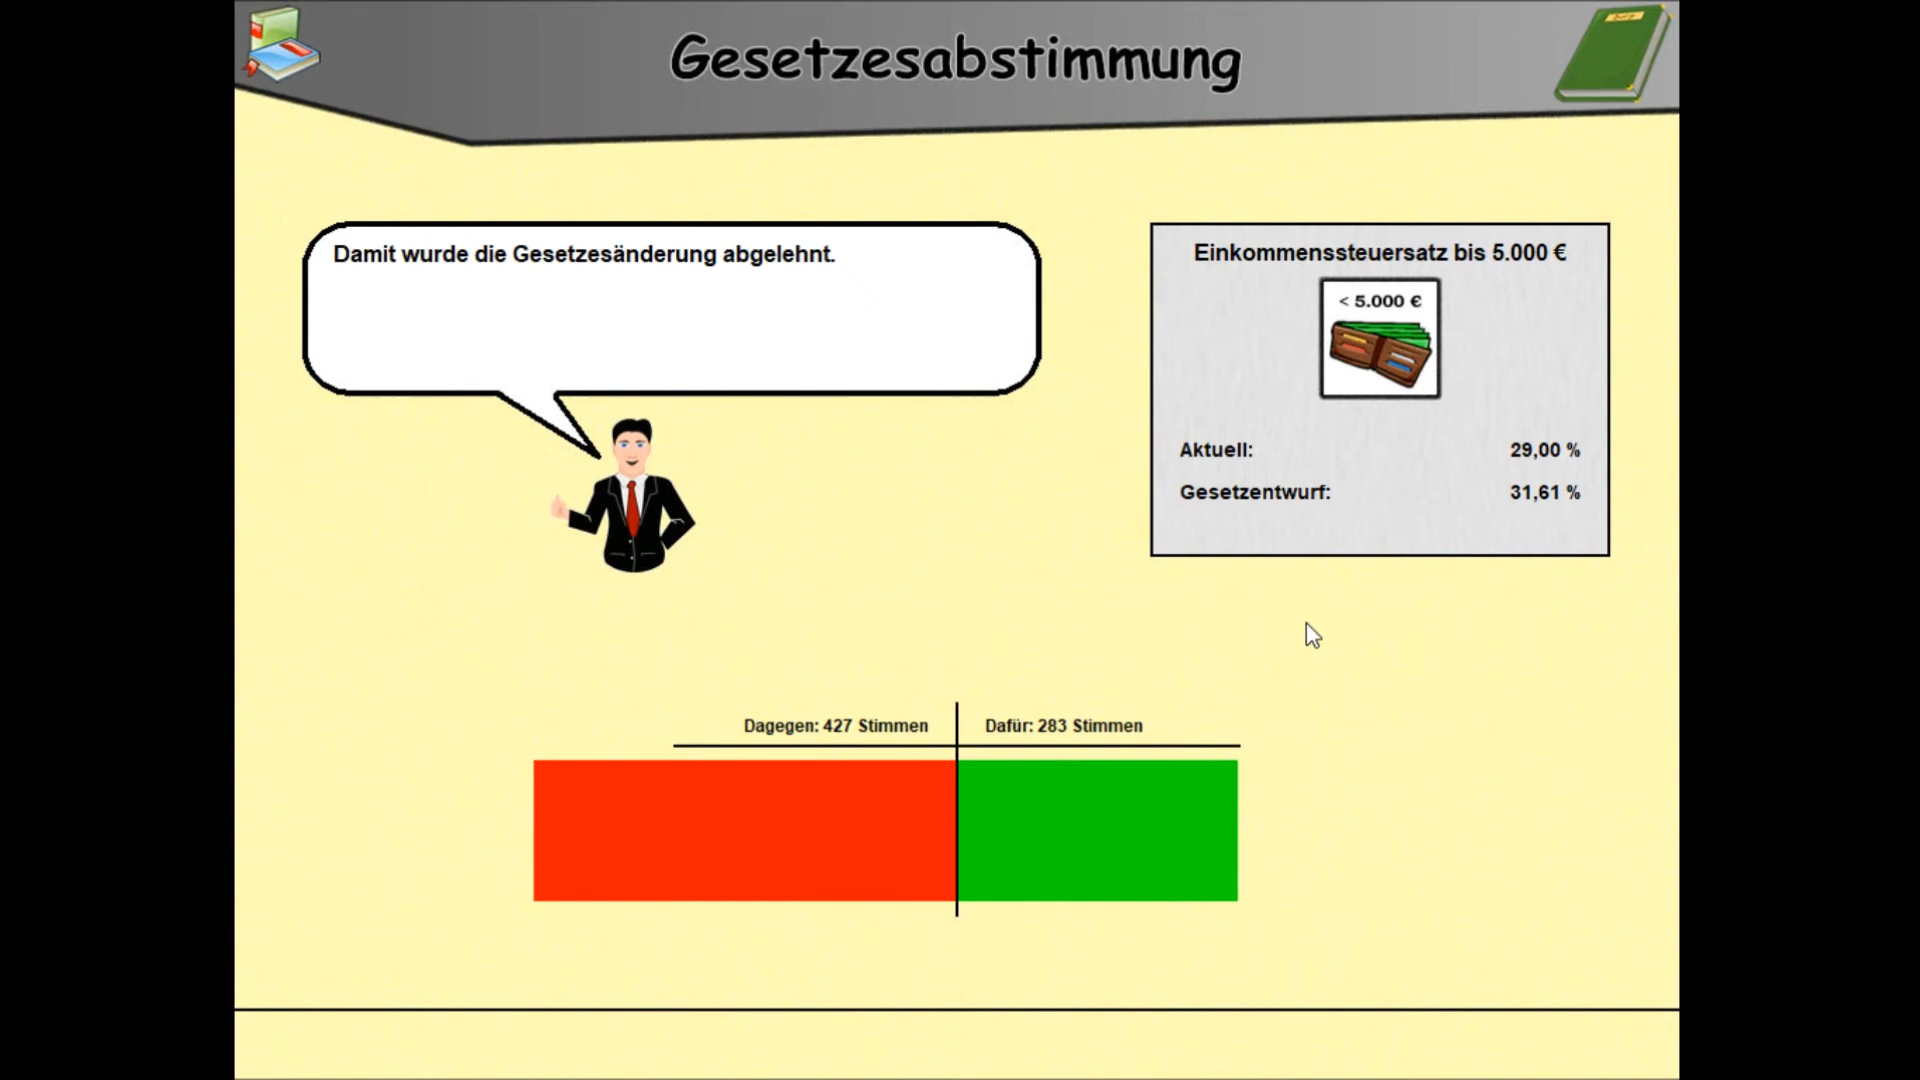 Gesetzesabstimmung
Damit wurde die Gesetzesänderung abgelehnt.
Einkommenssteuersatz bis 5.000 €
< 5.000 €
Aktuell: 29,00 %
Gesetzentwurf: 31,61 %
Dagegen: 427 Stimmen
Dafür: 283 Stimmen